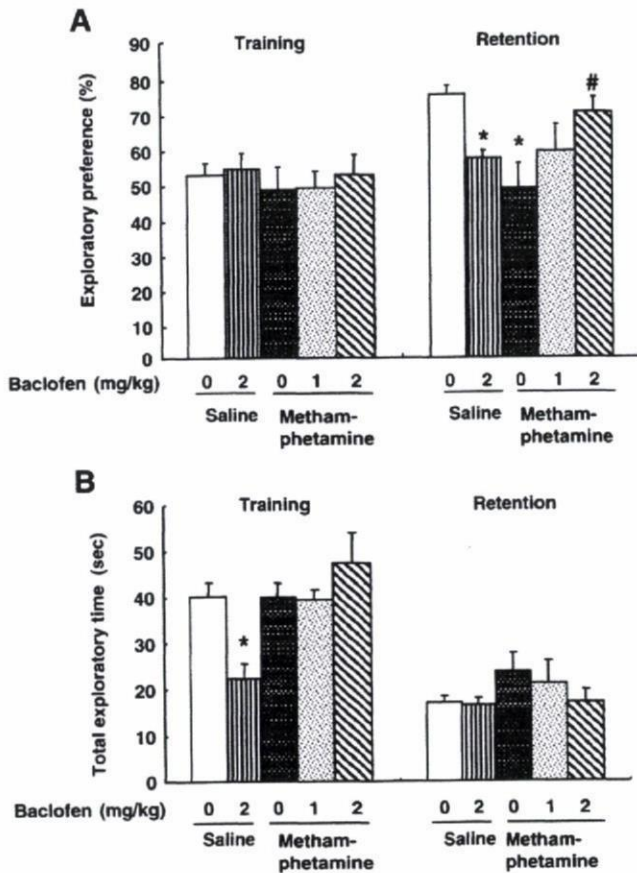 A
Training Retention
Exploratory preference (%)
90
80
70
60
50
40
30
20
10
0
* * #
Baclofen (mg/kg) 0 2 0 1 2 0 2 0 1 2
Saline Metham- Saline Metham-
phetamine phetamine
B
Training Retention
Total exploratory time (sec)
60
50
40
30
20
10
0
*
Baclofen (mg/kg) 0 2 0 1 2 0 2 0 1 2
Saline Metham- Saline Metham-
phetamine phetamine